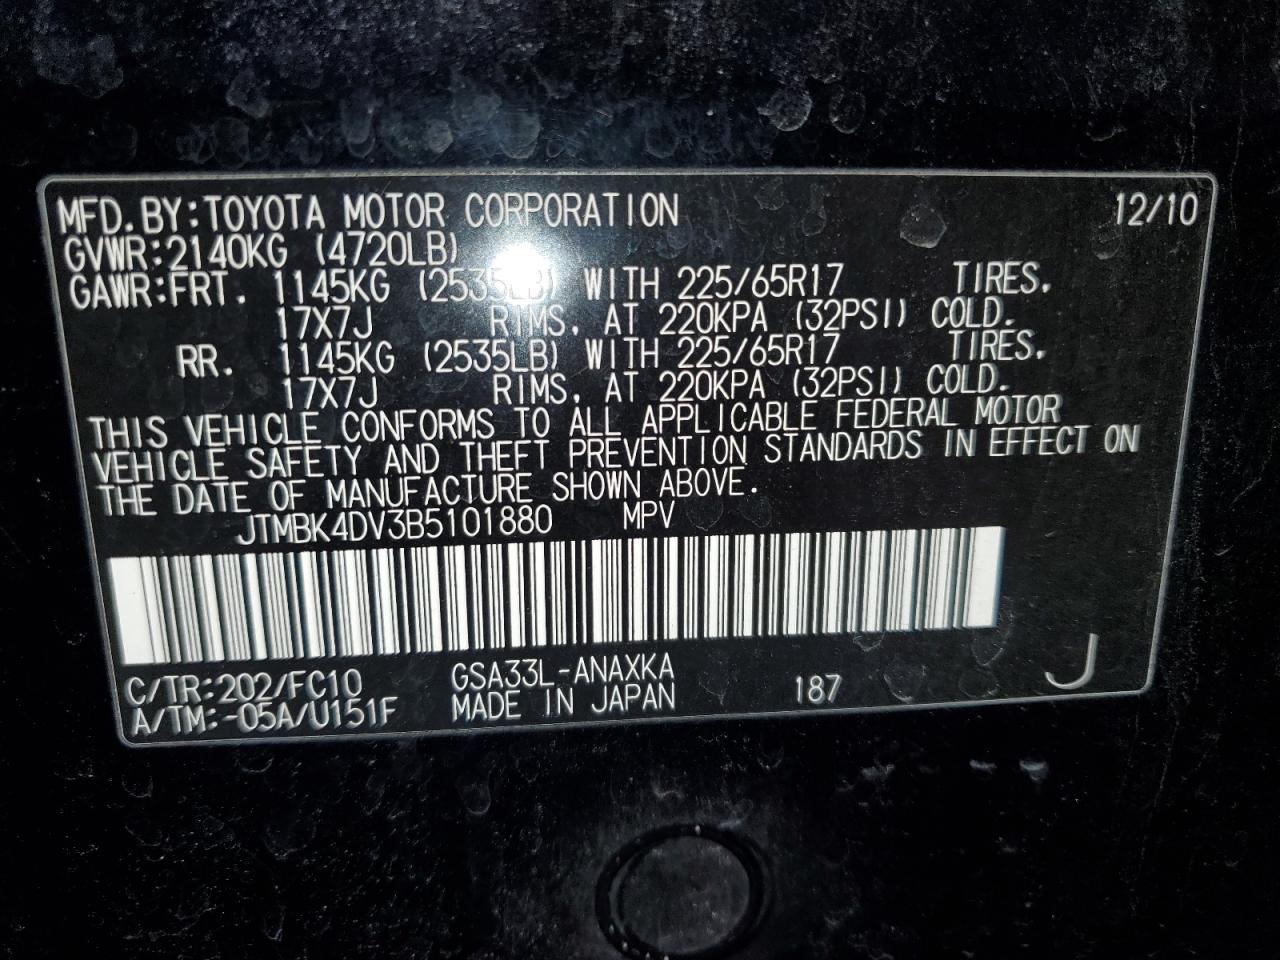 MFD.BY:TOYOTA MOTOR CORPORATION 12/10
GVWR:2140KG (4720LB)
GAWR:FRT. 1145KG (2535LB) WITH 225/65R17 TIRES.
17X7J RIMS, AT 220KPA (32PSI) COLD.
RR. 1145KG (2535LB) WITH 225/65R17 TIRES.
17X7J RIMS, AT 220KPA (32PSI) COLD.
THIS VEHICLE CONFORMS TO ALL APPLICABLE FEDERAL MOTOR
VEHICLE SAFETY AND THEFT PREVENTION STANDARDS IN EFFECT ON
THE DATE OF MANUFACTURE SHOWN ABOVE.
JTMBK4DV3B5101880 MPV
C/TR:202/FC10 GSA33L-ANAXKA 187 J
A/TM:-05A/U151F MADE IN JAPAN